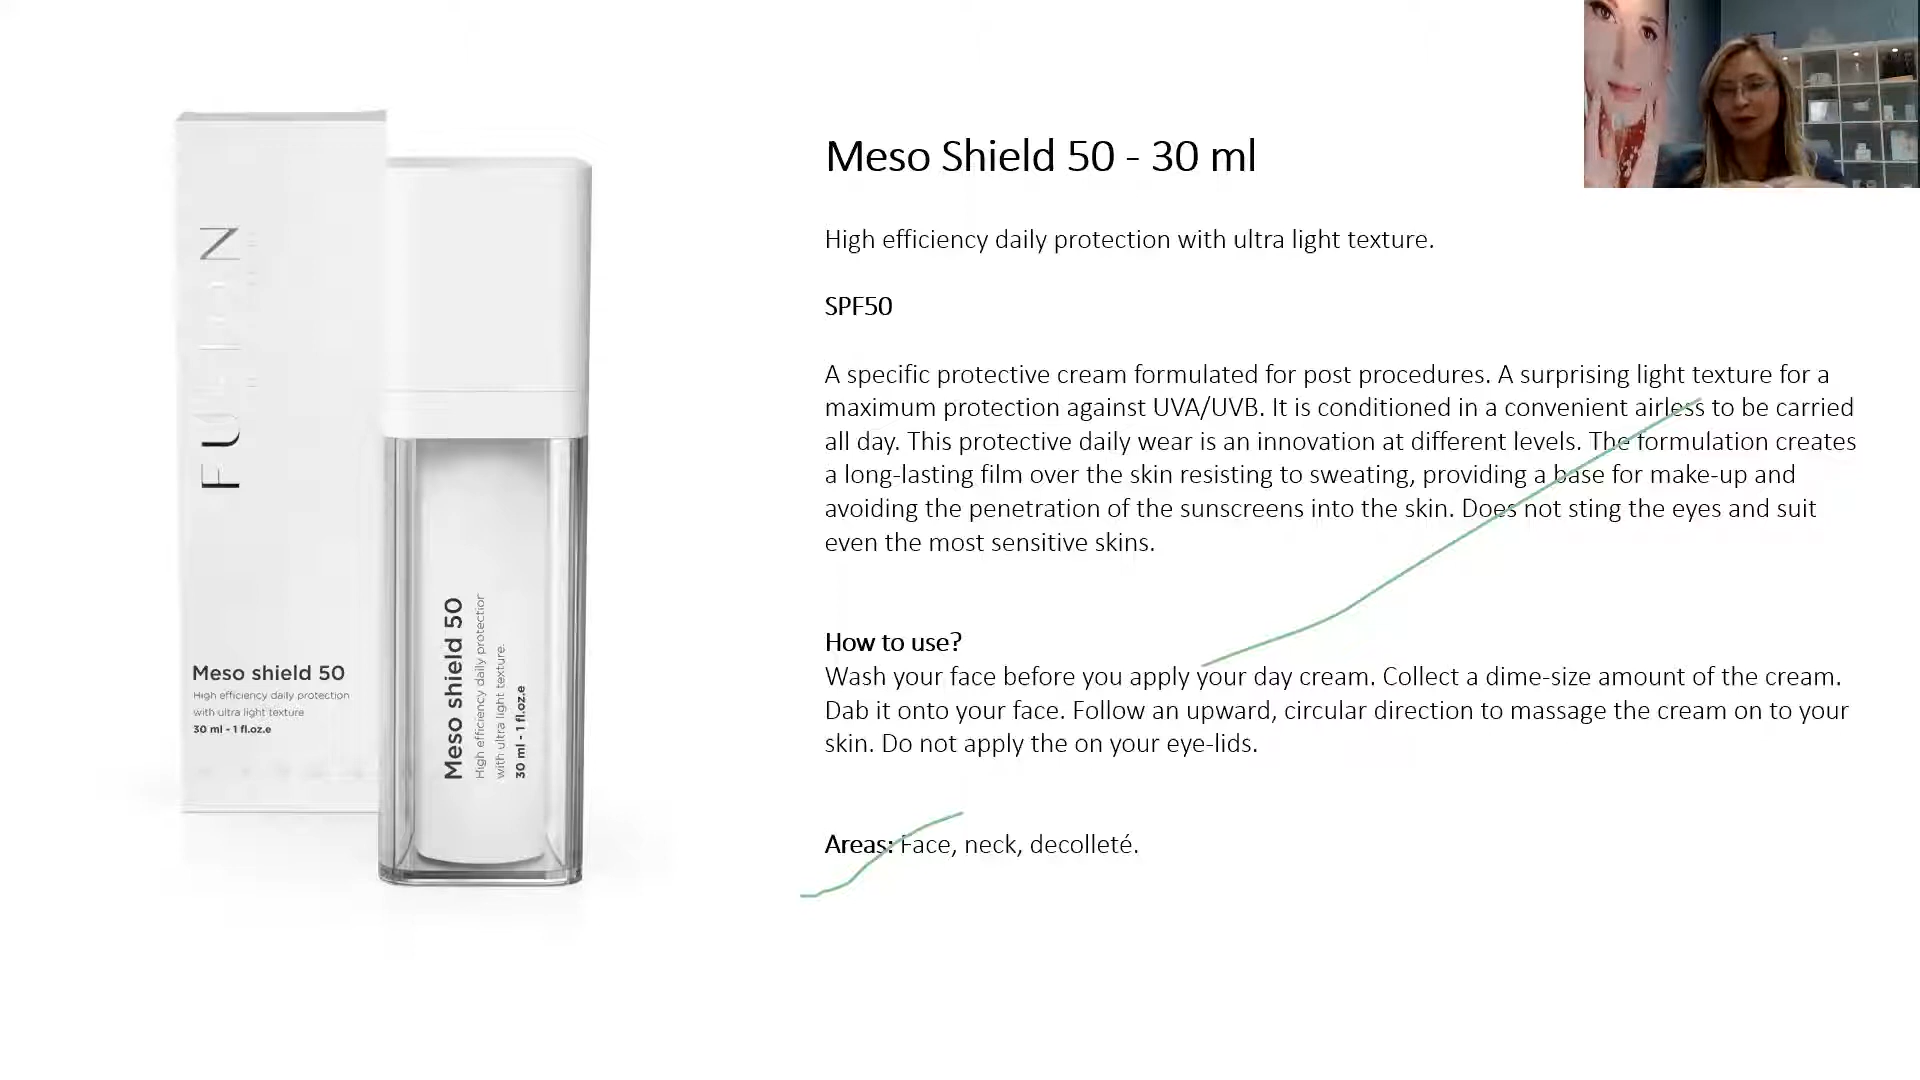 FUSION
Meso shield 50
High efficiency daily protection
with ultra light texture
30 ml - 1 fl.oz.e
Meso shield 50
High efficiency daily protection
with ultra light texture.
30 ml - 1 fl.oz.e
Meso Shield 50 - 30 ml
High efficiency daily protection with ultra light texture.
SPF50
A specific protective cream formulated for post procedures. A surprising light texture for a
maximum protection against UVA/UVB. It is conditioned in a convenient airless to be carried
all day. This protective daily wear is an innovation at different levels. The formulation creates
a long-lasting film over the skin resisting to sweating, providing a base for make-up and
avoiding the penetration of the sunscreens into the skin. Does not sting the eyes and suit
even the most sensitive skins.
How to use?
Wash your face before you apply your day cream. Collect a dime-size amount of the cream.
Dab it onto your face. Follow an upward, circular direction to massage the cream on to your
skin. Do not apply the on your eye-lids.
Areas: Face, neck, decolleté.